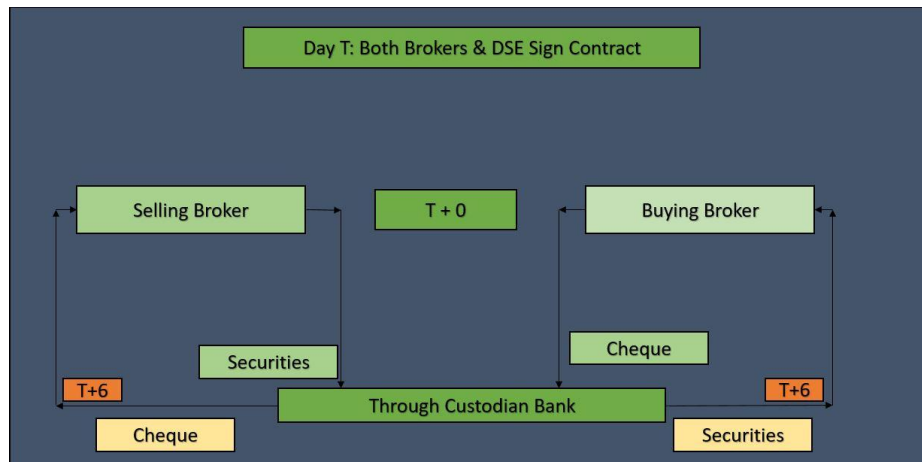 Day T: Both Brokers & DSE Sign Contract
Selling Broker
T + 0
Buying Broker
Securities
Cheque
T+6
Through Custodian Bank
T+6
Cheque
Securities